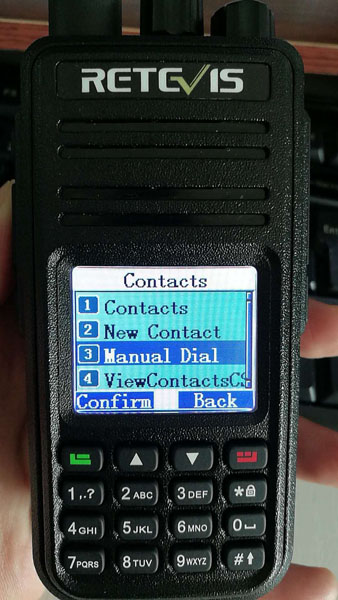 RETEVIS
Contacts
1 Contacts
2 New Contact
3 Manual Dial
4 ViewContactsCS
Confirm Back
1,.? 2 ABC 3 DEF *
4 GHI 5 JKL 6 MNO 0
7 PQRS 8 TUV 9 WXYZ #